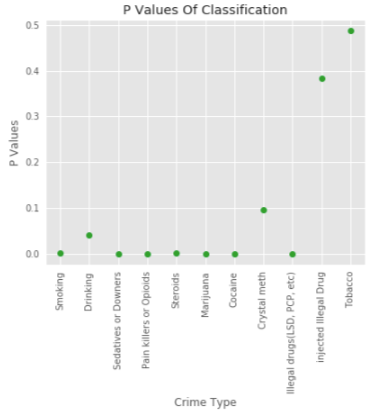 P Values Of Classification
0.5
0.4
0.3
0.2
0.1
0.0
P Values
Smoking
Drinking
Sedatives or Downers
Pain killers or Opioids
Steroids
Marijuana
Cocaine
Crystal meth
Illegal drugs(LSD, PCP, etc)
injected Illegal Drug
Tobacco
Crime Type